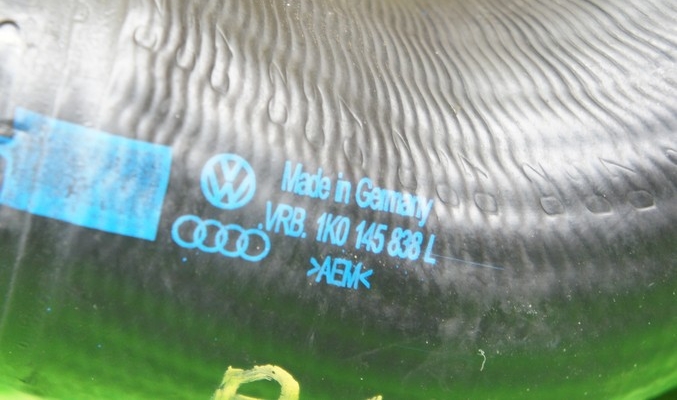 Made in Germany
VRB. 1K0 145 838 L
>AEM<